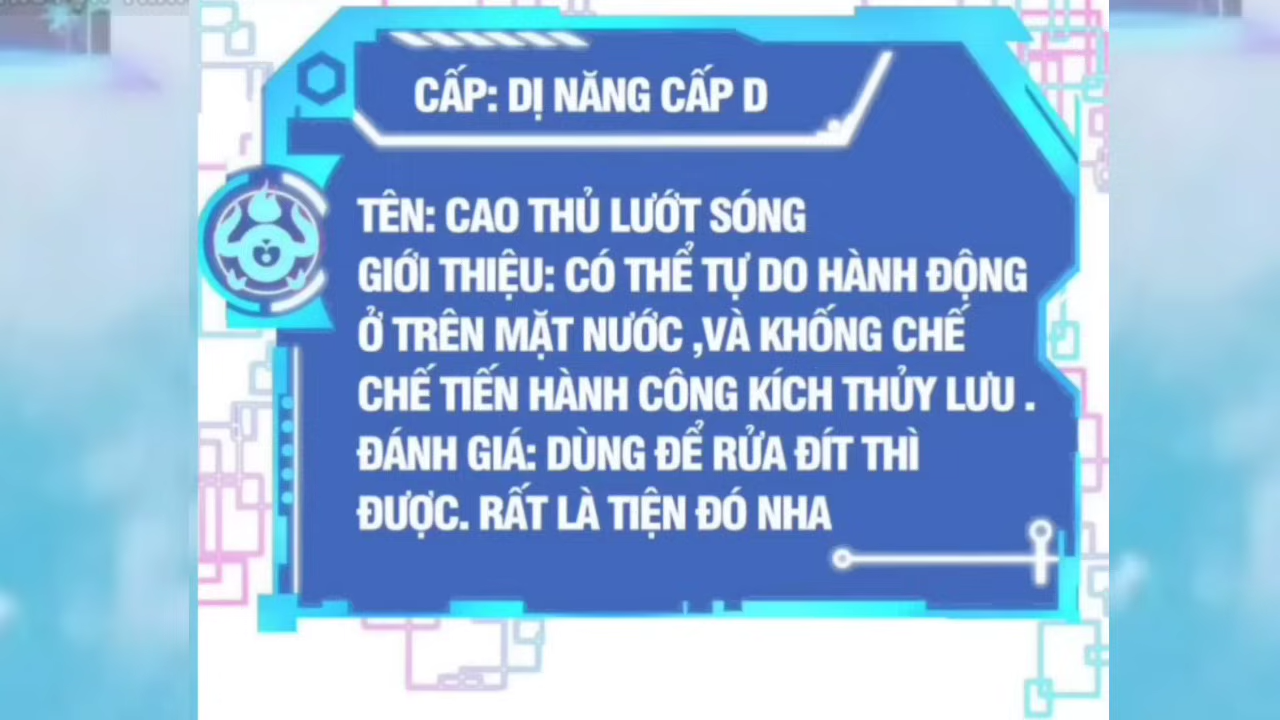 CẤP: DỊ NĂNG CẤP D
TÊN: CAO THỦ LƯỚT SÓNG
GIỚI THIỆU: CÓ THỂ TỰ DO HÀNH ĐỘNG
Ở TRÊN MẶT NƯỚC ,VÀ KHỐNG CHẾ
CHẾ TIẾN HÀNH CÔNG KÍCH THỦY LƯU .
ĐÁNH GIÁ: DÙNG ĐỂ RỬA ĐÍT THÌ
ĐƯỢC. RẤT LÀ TIỆN ĐÓ NHA